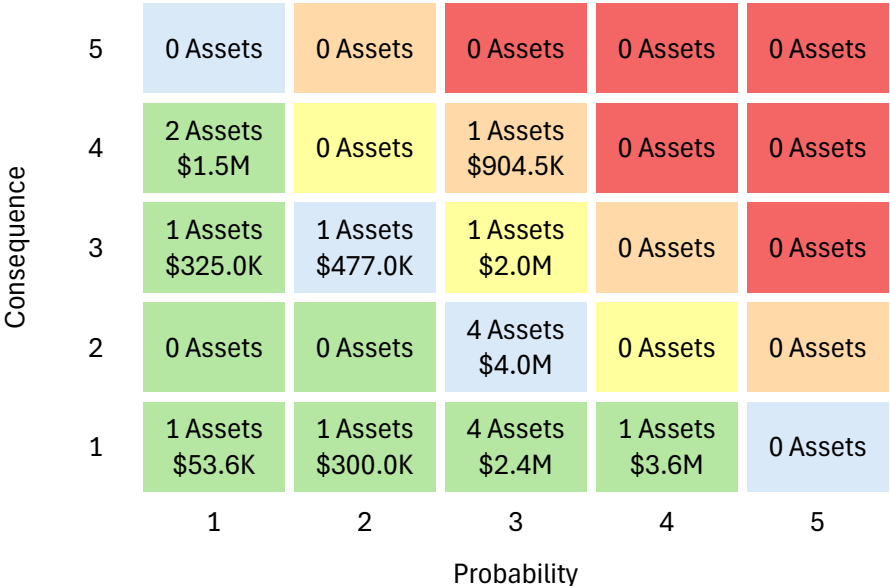 5
0 Assets
0 Assets
0 Assets
0 Assets
0 Assets
4
2 Assets
$1.5M
0 Assets
1 Assets
$904.5K
0 Assets
0 Assets
Consequence
3
1 Assets
$325.0K
1 Assets
$477.0K
1 Assets
$2.0M
0 Assets
0 Assets
2
0 Assets
0 Assets
4 Assets
$4.0M
0 Assets
0 Assets
1
1 Assets
$53.6K
1 Assets
$300.0K
4 Assets
$2.4M
1 Assets
$3.6M
0 Assets
1
2
3
4
5
Probability